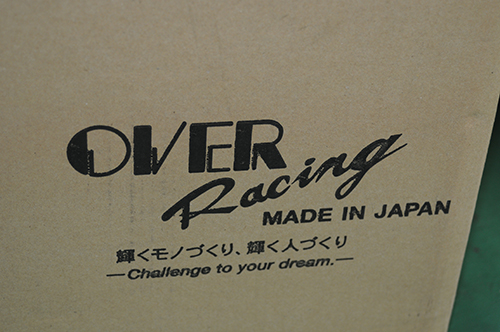 OVER
Racing
MADE IN JAPAN
輝くモノづくり、輝く人づくり
—Challenge to your dream.—